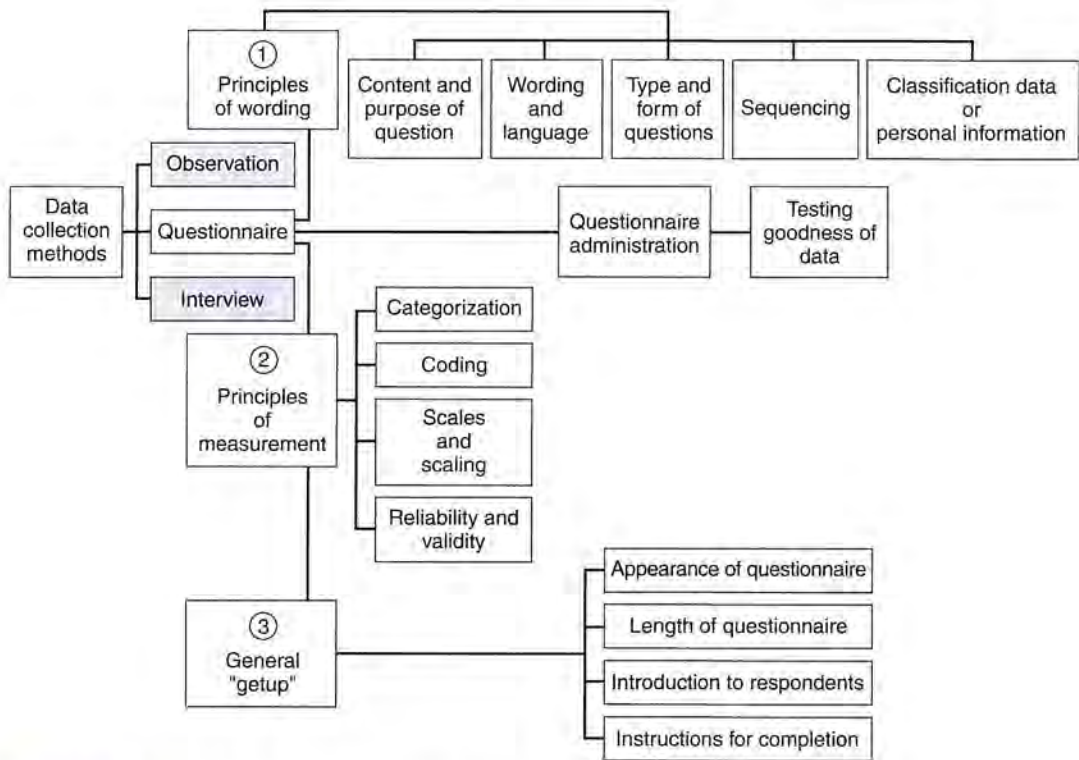 1
Principles
of wording
Content and
purpose of
question
Wording
and
language
Type and
form of
questions
Sequencing
Classification data
or
personal information
Data
collection
methods
Observation
Questionnaire
Interview
Questionnaire
administration
Testing
goodness of
data
2
Principles
of
measurement
Categorization
Coding
Scales
and
scaling
Reliability and
validity
3
General
"getup"
Appearance of questionnaire
Length of questionnaire
Introduction to respondents
Instructions for completion